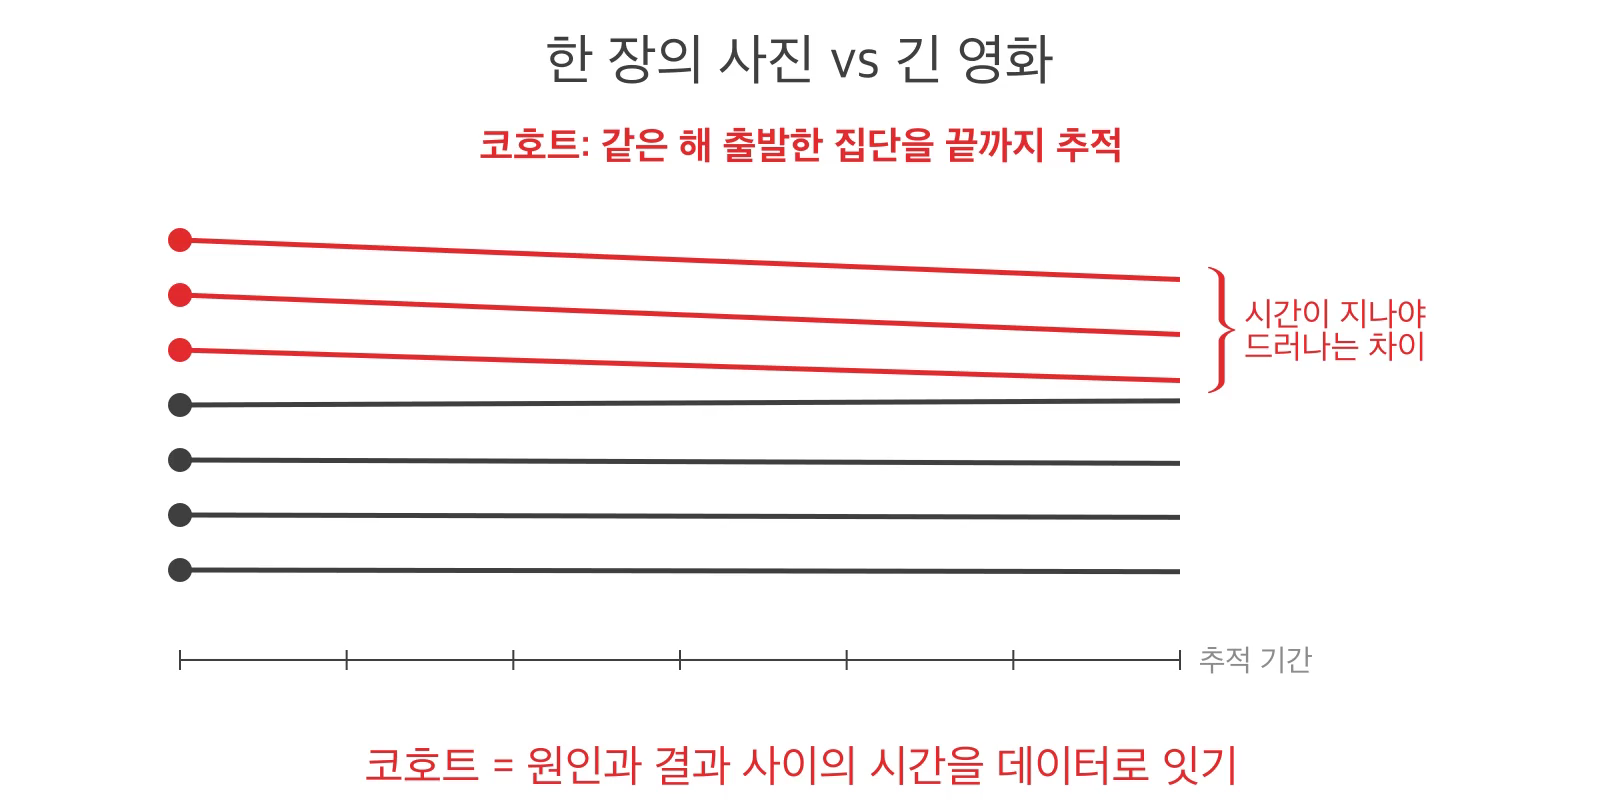 한 장의 사진 vs 긴 영화
코호트: 같은 해 출발한 집단을 끝까지 추적
시간이 지나야
드러나는 차이
추적 기간
코호트 = 원인과 결과 사이의 시간을 데이터로 잇기